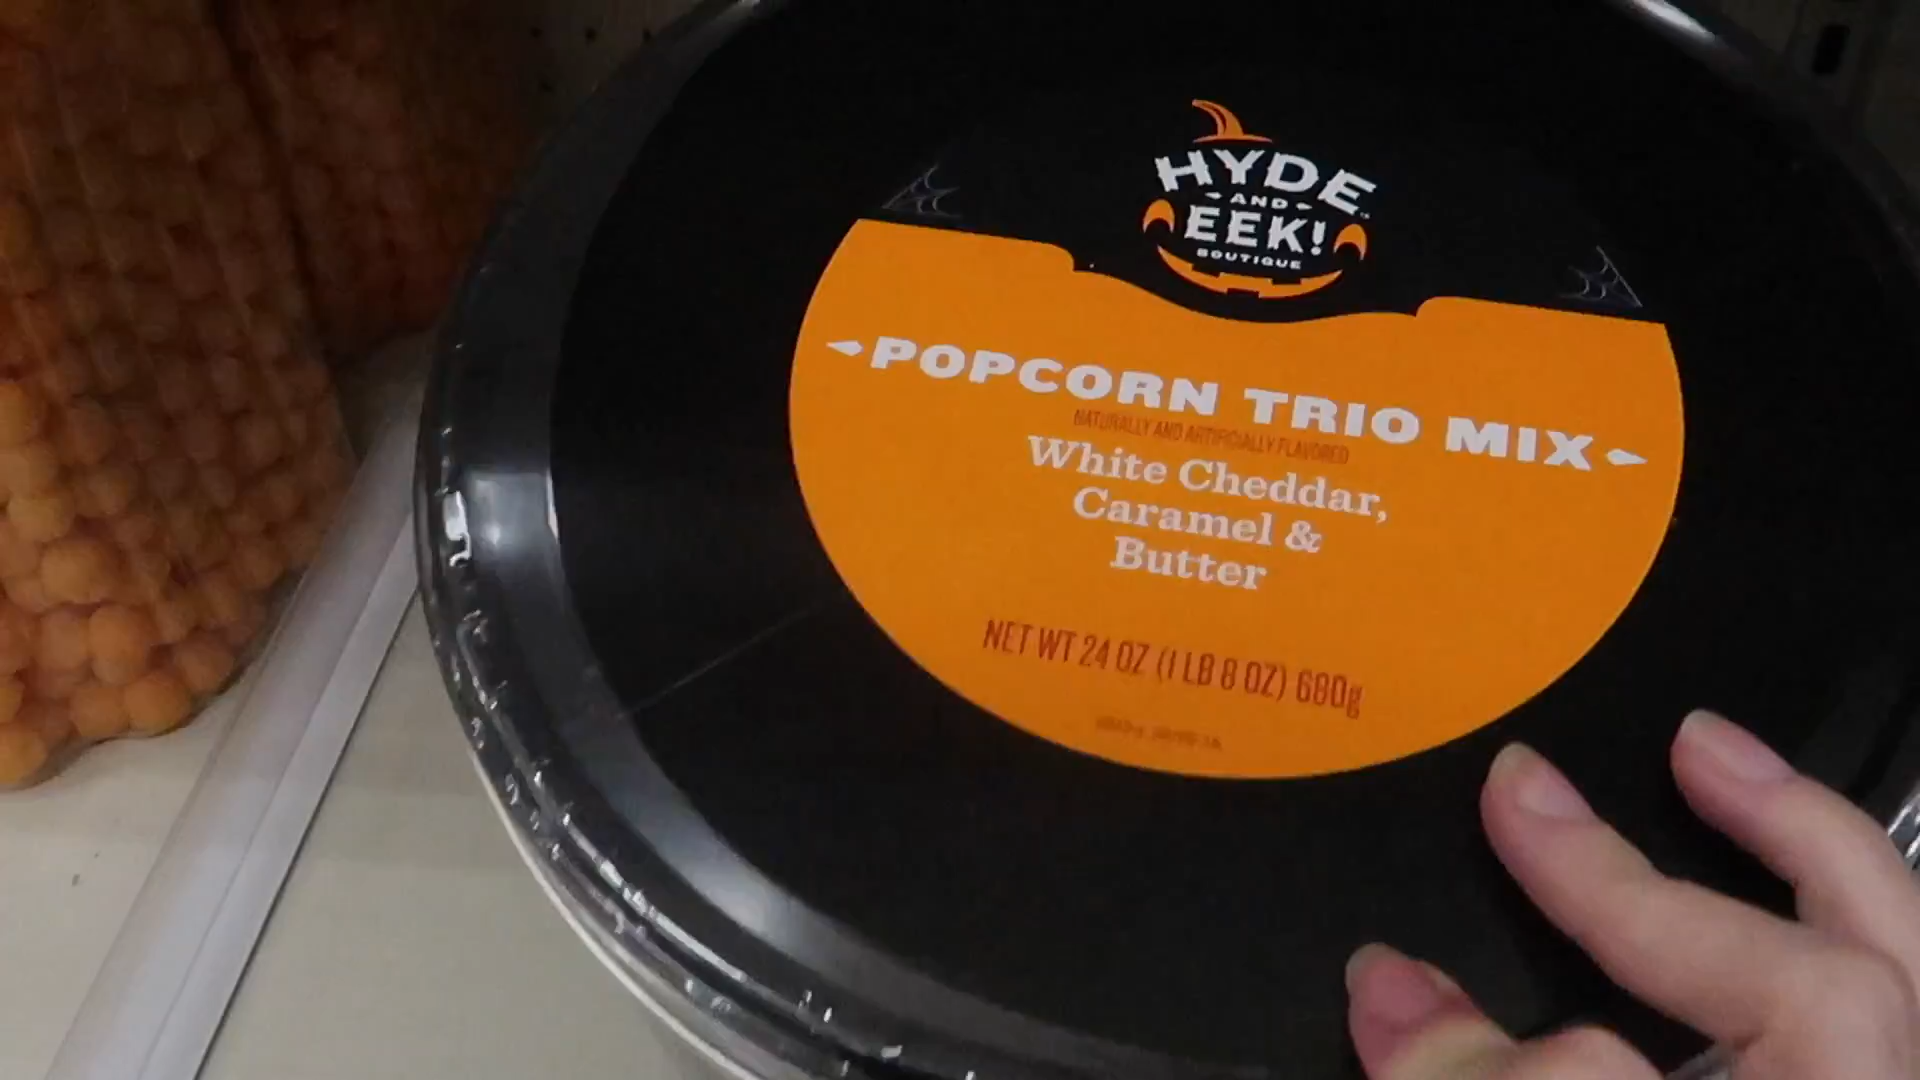 HYDE
AND
EEK!
BOUTIQUE
POPCORN TRIO MIX
NATURALLY AND ARTIFICIALLY FLAVORED
White Cheddar,
Caramel &
Butter
NET WT 24 OZ (1 LB 8 OZ) 680g